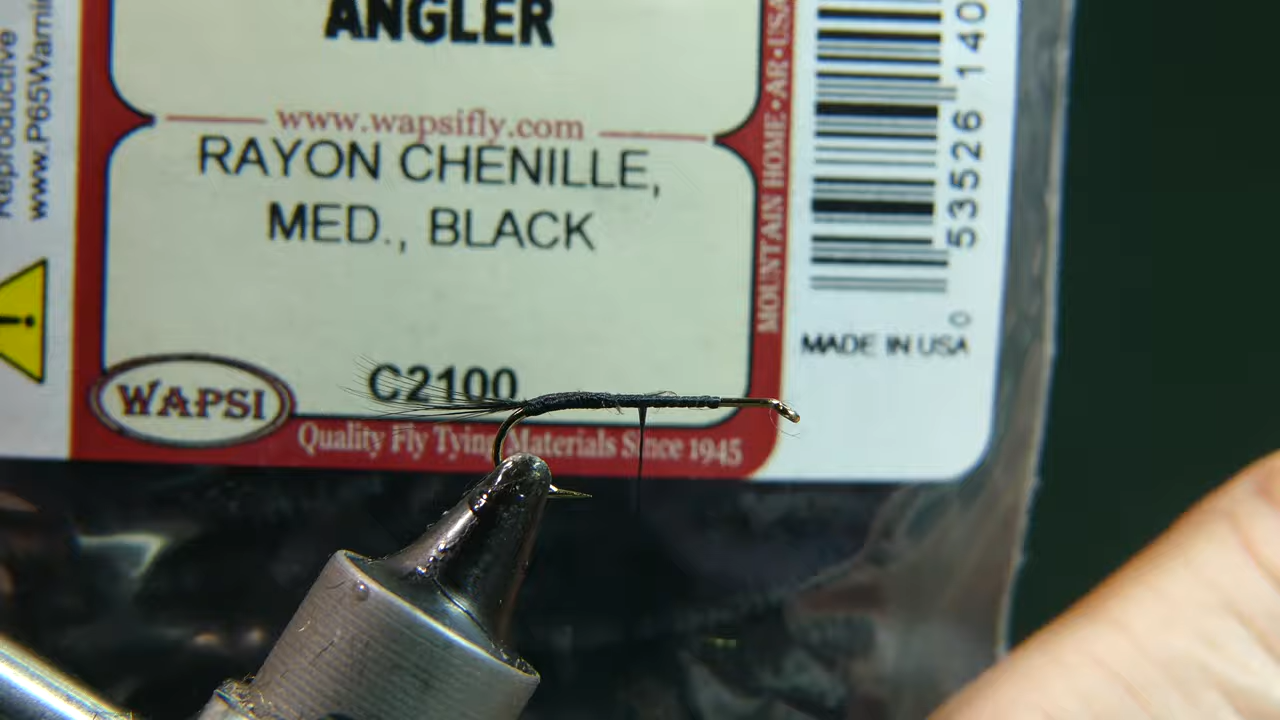 ANGLER
www.wapsifly.com
RAYON CHENILLE,
MED., BLACK
C2100
WAPSI
Quality Fly Tying Materials Since 1945
MOUNTAIN HOME • AR • USA
0 53526 140
MADE IN USA
Reproductive
www.P65Warni